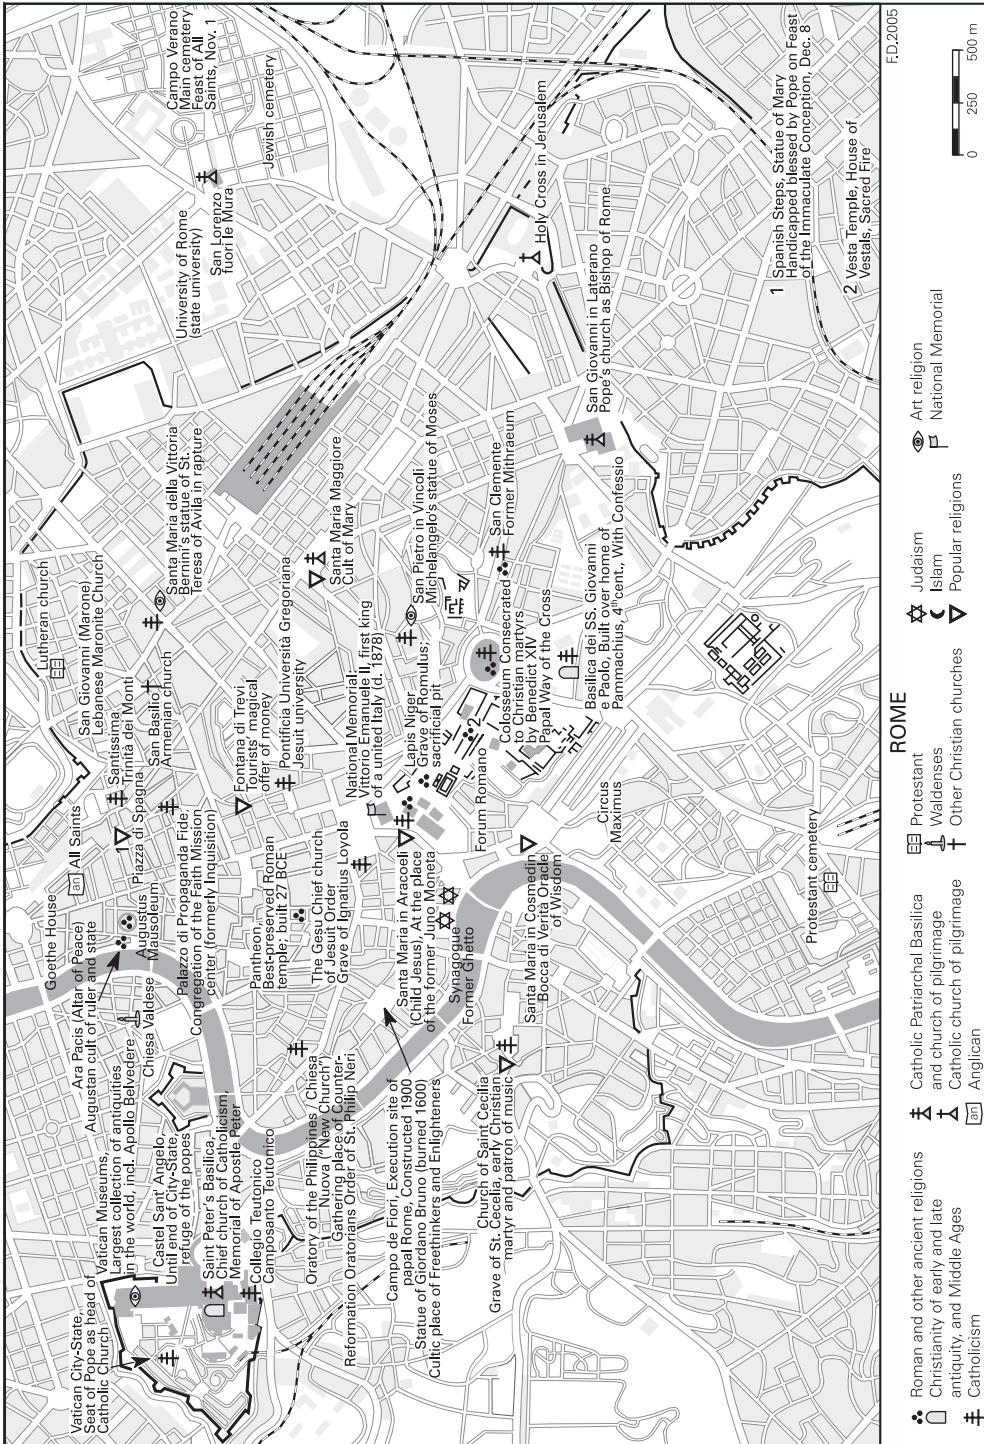 Vatican City-State,
Seat of Pope as head of
Catholic Church
Vatican Museums,
Largest collection of antiquities
in the world, incl. Apollo Belvedere
Castel Sant' Angelo,
Until end of City-State,
refuge of the popes
Saint Peter's Basilica,
Chief church of Catholicism,
Memorial of Apostle Peter
Collegio Teutonico
Camposanto Teutonico
Oratory of the Philippines / Chiesa
Nuova ("New Church")
Gathering place of Counter-
Reformation Oratorians Order of St. Philip Neri
Campo de Fiori, Execution site of
papal Rome, Constructed 1900
Statue of Giordano Bruno (burned 1600)
Cultic place of Freethinkers and Enlighteners
Church of Saint Cecilia
Grave of St. Cecelia, early Christian
martyr and patron of music
Goethe House
Ara Pacis (Altar of Peace)
Augustan cult of ruler and state
Chiesa Valdese
Augustus
Mausoleum
an
All Saints
1
Piazza di Spagna
Palazzo di Propaganda Fide,
Congregation of the Faith Mission
center (formerly Inquisition)
Pantheon,
Best-preserved Roman
temple; built 27 BCE
The Gesu Chief church
of Jesuit Order
Grave of Ignatius Loyola
Santa Maria in Aracoeli
(Child Jesus), At the place
of the former Juno Moneta
Synagogue
Former Ghetto
Santa Maria in Cosmedin
Bocca di Verità Oracle
of Wisdom
Protestant cemetery
Lutheran church
San Giovanni (Marone)
Lebanese Maronite Church
Santissima
Trinità dei Monti
San Basilio
Armenian church
Fontana di Trevi
Tourists magical
offer of money
Pontificia Università Gregoriana
Jesuit university
National Memorial:
Vittorio Emanuele II, first king
of a united Italy (d. 1878)
Lapis Niger
Grave of Romulus;
sacrificial pit
Forum Romano
2
Circus
Maximus
Santa Maria della Vittoria
Bernini's statue of St.
Teresa of Avila in rapture
Santa Maria Maggiore
Cult of Mary
San Pietro in Vincoli
Michelangelo's statue of Moses
San Clemente
Former Mithraeum
Colosseum Consecrated
to Christian martyrs
by Benedict XIV
Papal Way of the Cross
Basilica dei SS. Giovanni
e Paolo, Built over home of
Pammachius, 4th cent., With Confessio
Campo Verano
Main cemetery
Feast of All
Saints, Nov. 1
Jewish cemetery
University of Rome
(state university)
San Lorenzo
fuori le Mura
Holy Cross in Jerusalem
San Giovanni in Laterano
Pope's church as Bishop of Rome
1 Spanish Steps, Statue of Mary
Handicapped blessed by Pope on Feast
of the Immaculate Conception, Dec. 8
2 Vesta Temple, House of
Vestals, Sacred Fire
F.D.2005
ROME
Roman and other ancient religions
Christianity of early and late
antiquity, and Middle Ages
Catholicism
Catholic Patriarchal Basilica
and church of pilgrimage
Catholic church of pilgrimage
an
Anglican
Protestant
Waldenses
Other Christian churches
Judaism
Islam
Popular religions
Art religion
National Memorial
0 250 500 m